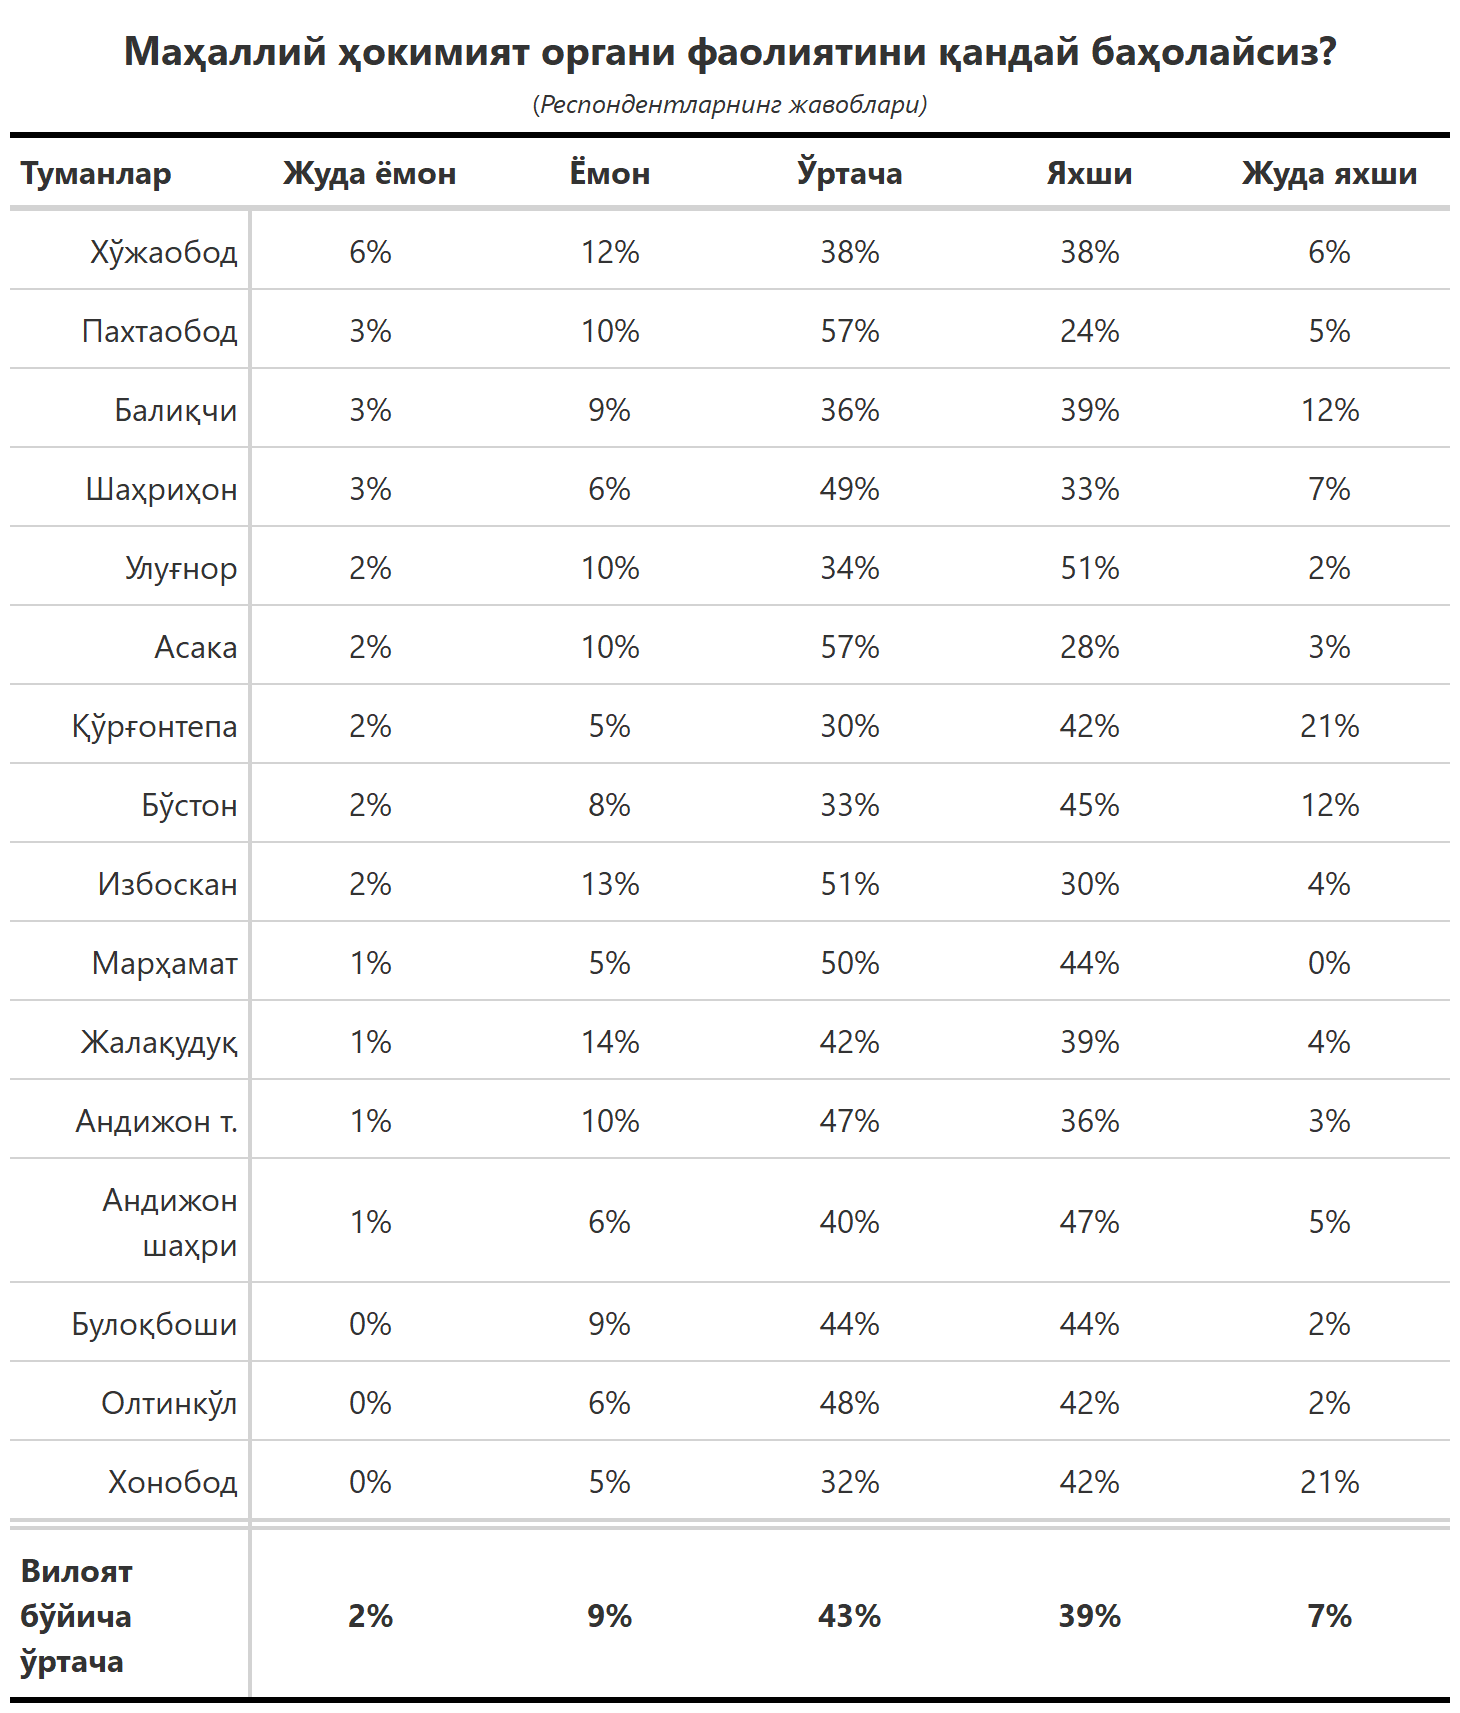 Маҳаллий ҳокимият органи фаолиятини қандай баҳолайсиз?
(Респондентларнинг жавоблари)
Туманлар Жуда ёмон Ёмон Ўртача Яхши Жуда яхши
Хўжаобод 6% 12% 38% 38% 6%
Пахтаобод 3% 10% 57% 24% 5%
Балиқчи 3% 9% 36% 39% 12%
Шаҳриҳон 3% 6% 49% 33% 7%
Улуғнор 2% 10% 34% 51% 2%
Асака 2% 10% 57% 28% 3%
Қўрғонтепа 2% 5% 30% 42% 21%
Бўстон 2% 8% 33% 45% 12%
Избоскан 2% 13% 51% 30% 4%
Марҳамат 1% 5% 50% 44% 0%
Жалақудуқ 1% 14% 42% 39% 4%
Андижон т. 1% 10% 47% 36% 3%
Андижон
шаҳри 1% 6% 40% 47% 5%
Булоқбоши 0% 9% 44% 44% 2%
Олтинкўл 0% 6% 48% 42% 2%
Хонобод 0% 5% 32% 42% 21%
Вилоят
бўйича 2% 9% 43% 39% 7%
ўртача